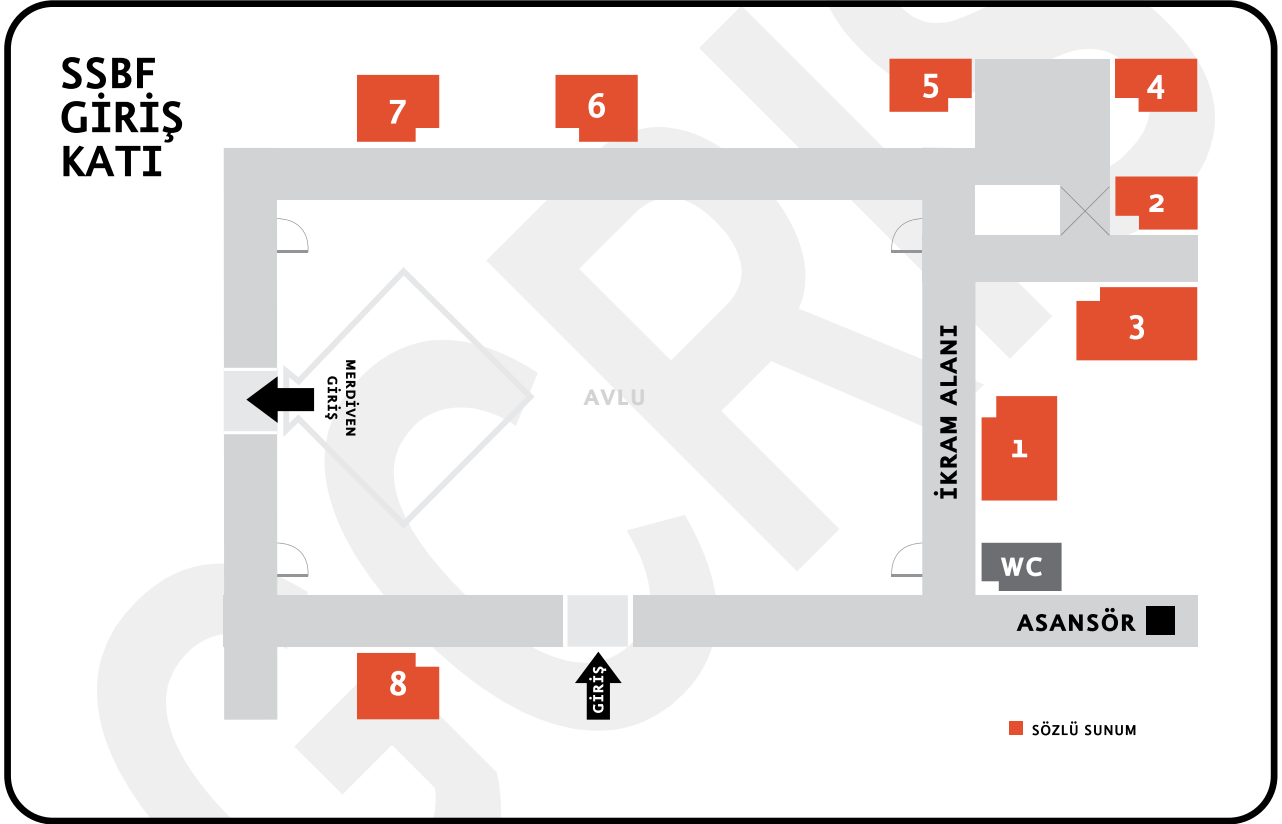 SSBF
GİRİŞ
KATI
7
6
5
4
2
3
MERDİVEN
GİRİŞ
AVLU
İKRAM ALANI
1
WC
ASANSÖR
8
GİRİŞ
SÖZLÜ SUNUM
GCRIS